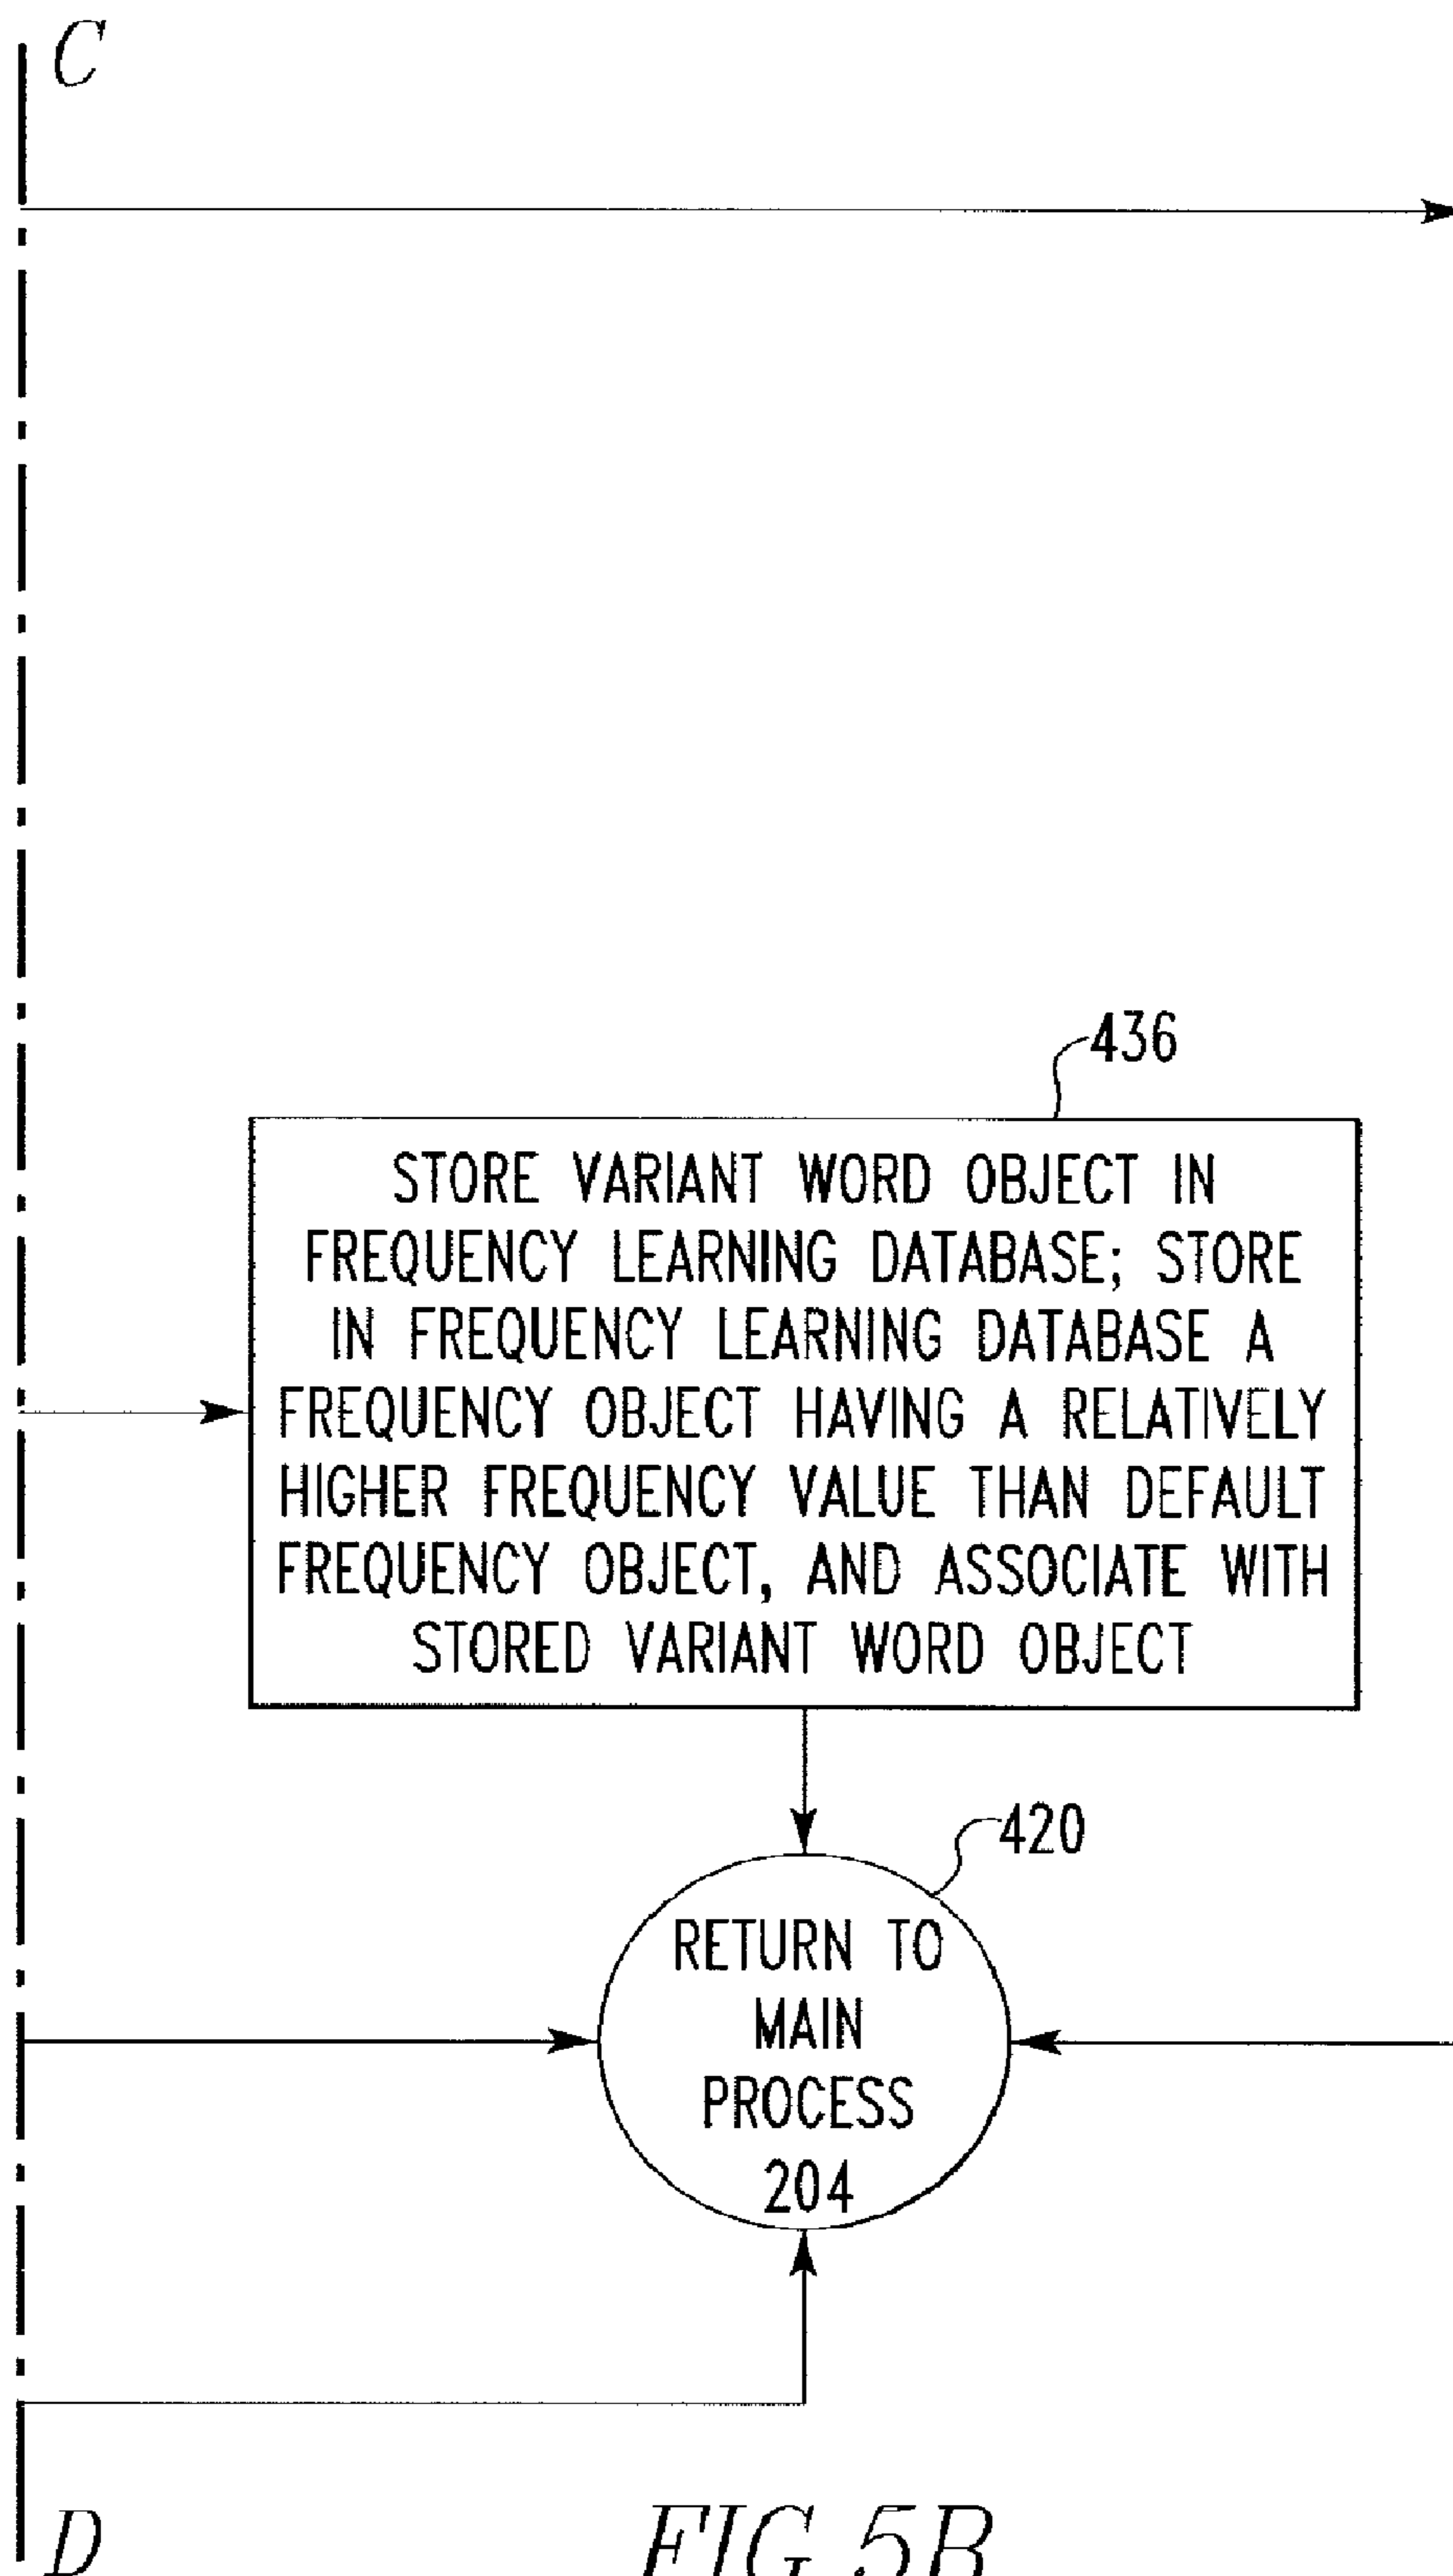 C
436
STORE VARIANT WORD OBJECT IN
FREQUENCY LEARNING DATABASE; STORE
IN FREQUENCY LEARNING DATABASE A
FREQUENCY OBJECT HAVING A RELATIVELY
HIGHER FREQUENCY VALUE THAN DEFAULT
FREQUENCY OBJECT, AND ASSOCIATE WITH
STORED VARIANT WORD OBJECT
420
RETURN TO
MAIN
PROCESS
204
D
FIG.5B